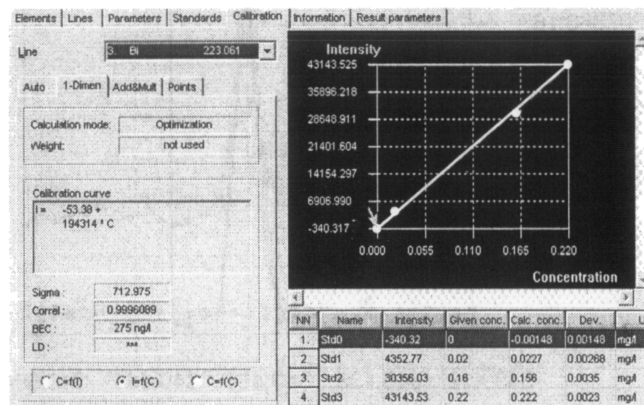 Elements Lines Parameters Standards Calibration Information Result parameters
Line 3. Bi 223.061
Auto 1-Dimen Add&Mult Points
Calculation mode: Optimization
Weight: not used
Calibration curve
I = -53.38 +
194314 * C
Sigma : 712.975
Correl : 0.9996089
BEC : 275 ng/l
LD : ***
C=f(I) I=f(C) C=f(C)
Intensity
43143.525
35896.218
28648.911
21401.604
14154.297
6906.990
-340.317
0.000 0.055 0.110 0.165 0.220
Concentration
NN Name Intensity Given conc. Calc. conc Dev. U
1. Std0 -340.32 0 -0.00148 0.00148 mg/l
2. Std1 4352.77 0.02 0.0227 0.00268 mg/l
3. Std2 30356.03 0.16 0.156 0.0035 mg/l
4. Std3 43143.53 0.22 0.222 0.0023 mg/l